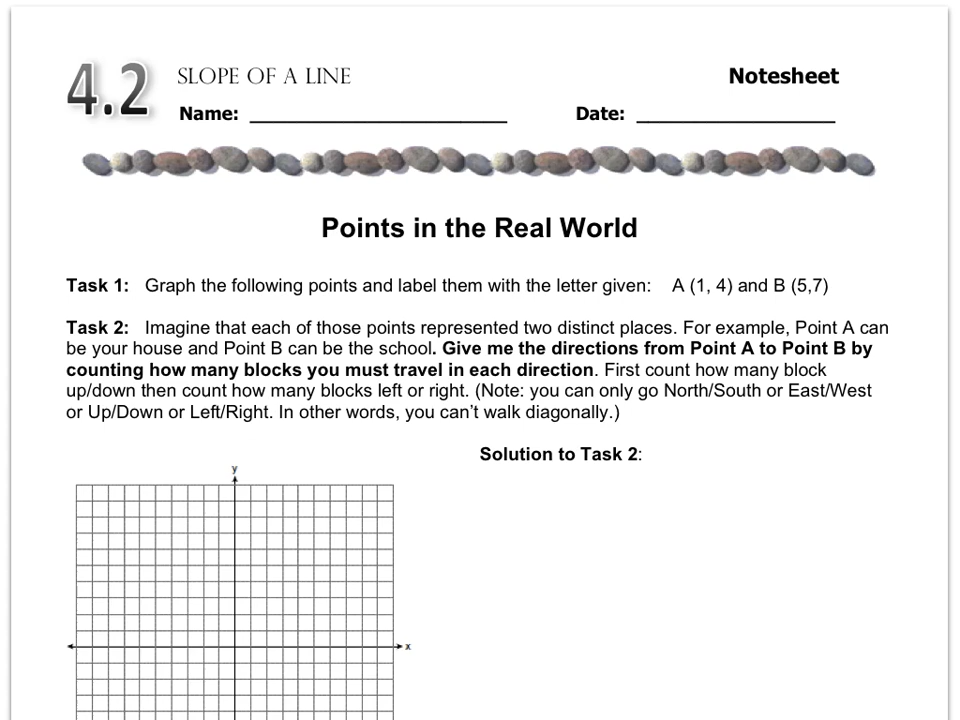 4.2 SLOPE OF A LINE Notesheet
Name: ___________________________ Date: _____________________
Points in the Real World
Task 1: Graph the following points and label them with the letter given: A (1, 4) and B (5,7)
Task 2: Imagine that each of those points represented two distinct places. For example, Point A can
be your house and Point B can be the school. Give me the directions from Point A to Point B by
counting how many blocks you must travel in each direction. First count how many block
up/down then count how many blocks left or right. (Note: you can only go North/South or East/West
or Up/Down or Left/Right. In other words, you can’t walk diagonally.)
Solution to Task 2:
y
x